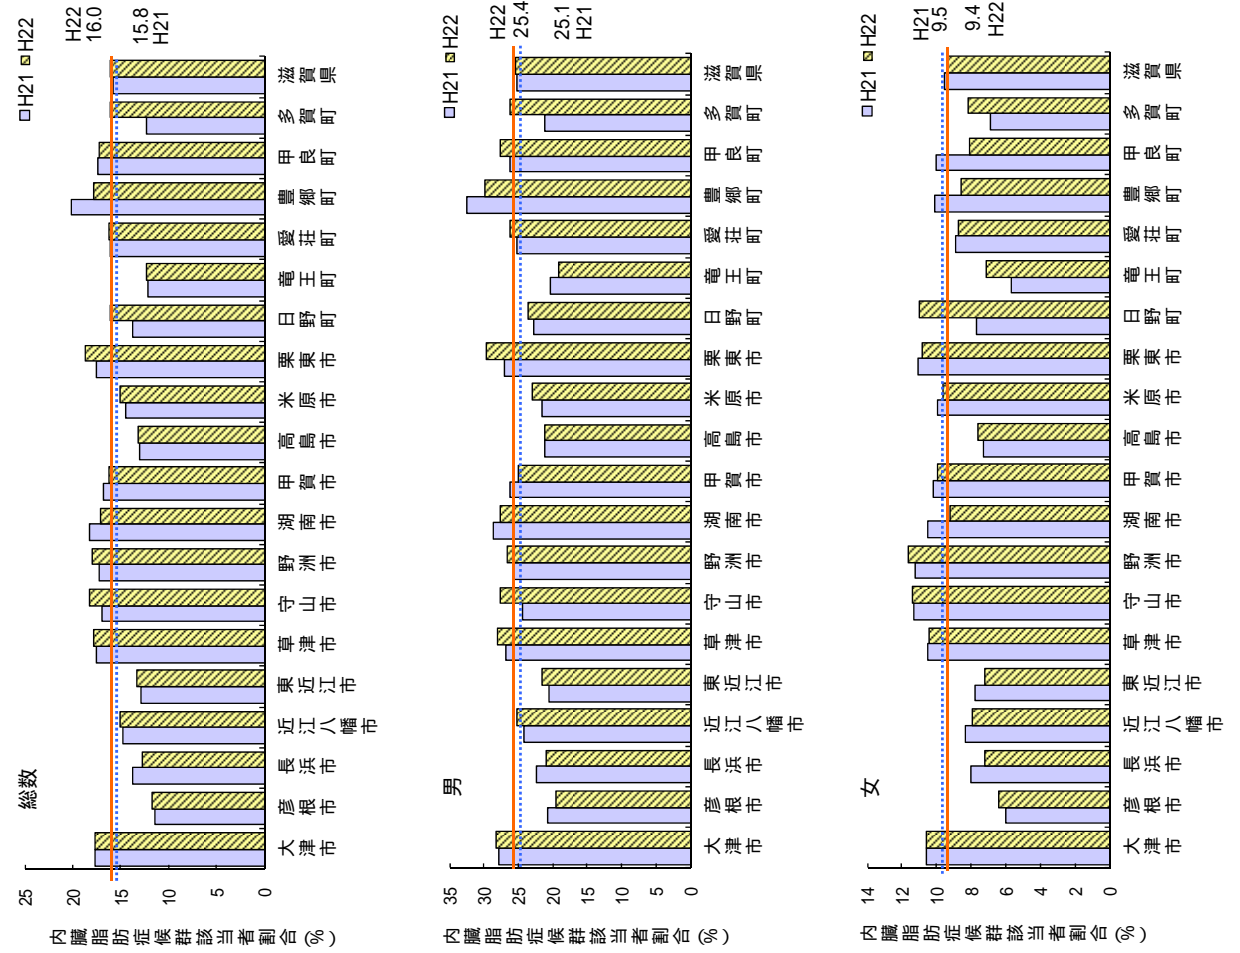 総数
H21 H22
H22
16.0
15.8
H21
25
20
15
10
5
0
内臓脂肪症候群該当者割合(%)
大津市
彦根市
長浜市
近江八幡市
東近江市
草津市
守山市
野洲市
湖南市
甲賀市
高島市
米原市
栗東市
日野町
竜王町
愛荘町
豊郷町
甲良町
多賀町
滋賀県
男
H21 H22
H22
25.4
25.1
H21
35
30
25
20
15
10
5
0
内臓脂肪症候群該当者割合(%)
大津市
彦根市
長浜市
近江八幡市
東近江市
草津市
守山市
野洲市
湖南市
甲賀市
高島市
米原市
栗東市
日野町
竜王町
愛荘町
豊郷町
甲良町
多賀町
滋賀県
女
H21 H22
H21
9.5
9.4
H22
14
12
10
8
6
4
2
0
内臓脂肪症候群該当者割合(%)
大津市
彦根市
長浜市
近江八幡市
東近江市
草津市
守山市
野洲市
湖南市
甲賀市
高島市
米原市
栗東市
日野町
竜王町
愛荘町
豊郷町
甲良町
多賀町
滋賀県